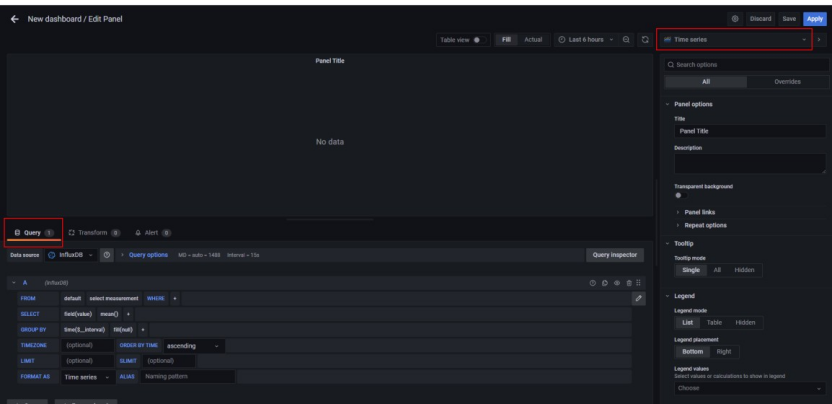 New dashboard / Edit Panel
Discard Save Apply
Table view Fill Actual Last 6 hours
Time series
Panel Title
Search options
All Overrides
Panel options
Title
Panel Title
No data
Description
Transparent background
Panel links
Repeat options
Query 1 Transform 0 Alert 0
Tooltip
Data source InfluxDB Query options MD = auto = 1488 Interval = 15s Query inspector
Tooltip mode
Single All Hidden
A (InfluxDB)
FROM default select measurement WHERE +
Legend
SELECT field(value) mean() +
Legend mode
List Table Hidden
GROUP BY time($__interval) fill(null) +
TIMEZONE (optional) ORDER BY TIME ascending
Legend placement
Bottom Right
LIMIT (optional) SLIMIT (optional)
Legend values
Select values or calculations to show in legend
FORMAT AS Time series ALIAS Naming pattern
Choose